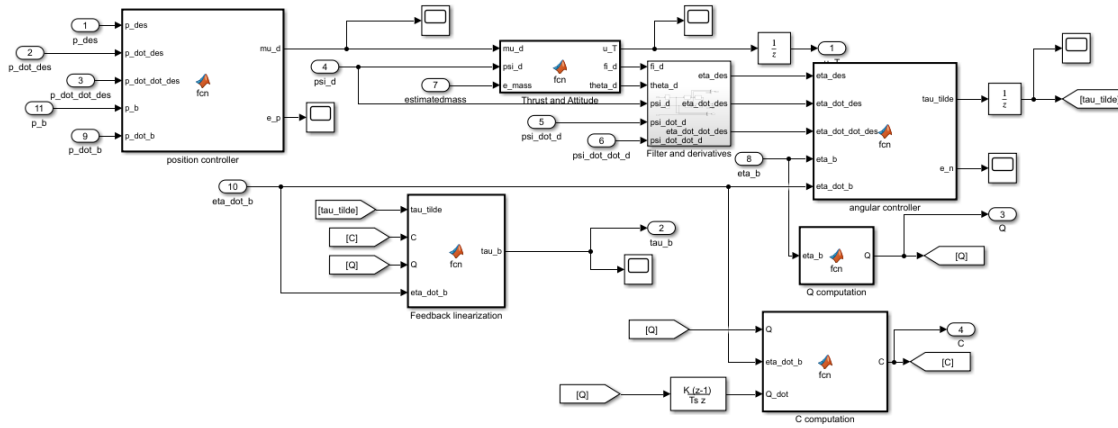 1
p_des
2
p_dot_des
3
p_dot_dot_des
11
p_b
9
p_dot_b
p_des
p_dot_des
p_dot_dot_des
p_b
p_dot_b
fcn
mu_d
e_p
position controller
4
psi_d
7
estimatedmass
mu_d
psi_d
e_mass
fcn
u_T
fi_d
theta_d
Thrust and Attitude
5
psi_dot_d
6
psi_dot_dot_d
fi_d
theta_d
psi_d
psi_dot_d
psi_dot_dot_d
eta_des
eta_dot_des
eta_dot_dot_des
Filter and derivatives
1
z
1
8
eta_b
eta_des
eta_dot_des
eta_dot_dot_des
eta_b
eta_dot_b
fcn
tau_tilde
e_n
angular controller
1
z
[tau_tilde]
10
eta_dot_b
[tau_tilde]
[C]
[Q]
tau_tilde
C
Q
eta_dot_b
fcn
tau_b
Feedback linearization
2
tau_b
eta_b
fcn
Q
Q computation
3
Q
[Q]
[Q]
[Q]
K (z-1)
Ts z
Q
eta_dot_b
Q_dot
fcn
C
C computation
4
C
[C]